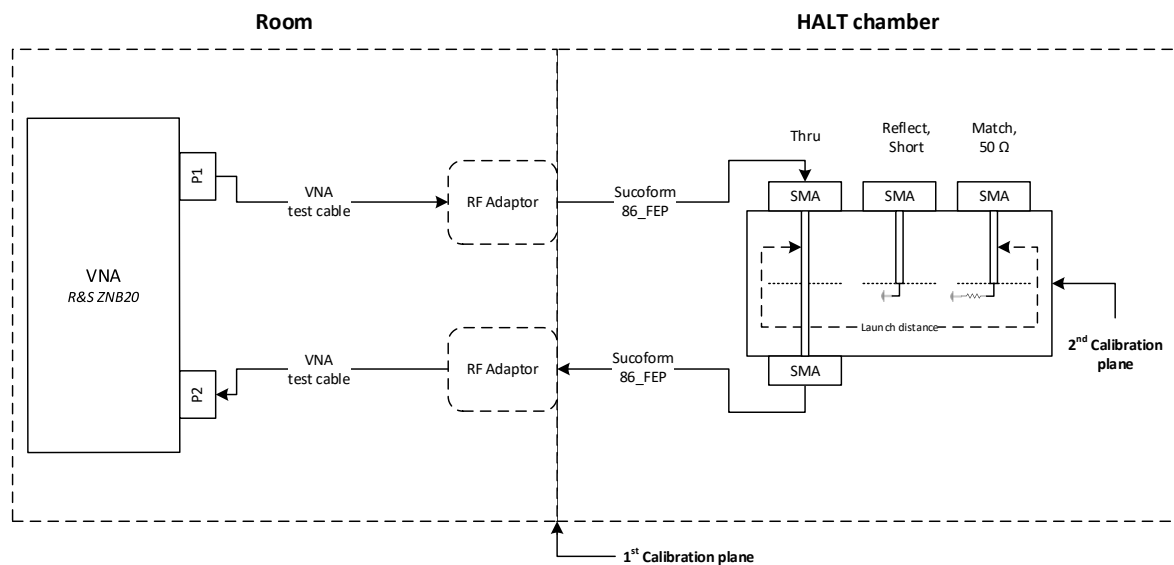 Room
HALT chamber
P1
VNA
test cable
RF Adaptor
Sucoform
86_FEP
Thru
Reflect,
Short
Match,
50 Ω
SMA
SMA
SMA
VNA
R&S ZNB20
Launch distance
2nd Calibration
plane
P2
VNA
test cable
RF Adaptor
Sucoform
86_FEP
SMA
1st Calibration plane